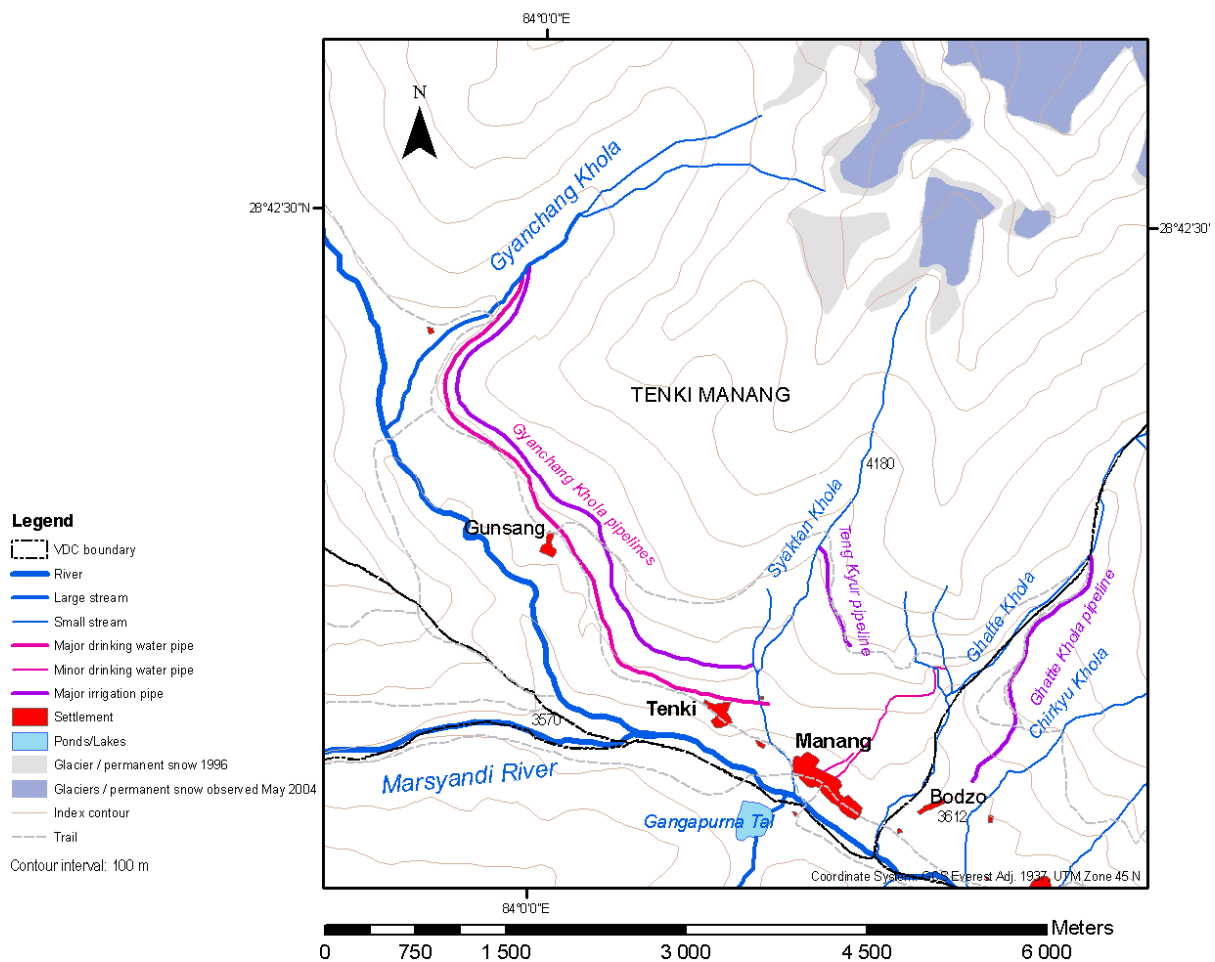 84°0'0"E
N
28°42'30"N
28°42'30'
Gyanchang Khola
TENKI MANANG
Gyanchang Khola pipelines
4180
Syaktan Khola
Gunsang
Teng Kyur pipeline
Ghatte Khola
Ghatte Khola pipeline
Chirkyu Khola
Tenki
3570
Manang
Marsyandi River
Bodzo
3612
Gangapurna Tal
Coordinate System: GCS Everest Adj. 1937, UTM Zone 45 N
84°0'0"E
Legend
VDC boundary
River
Large stream
Small stream
Major drinking water pipe
Minor drinking water pipe
Major irrigation pipe
Settlement
Ponds/Lakes
Glacier / permanent snow 1996
Glaciers / permanent snow observed May 2004
Index contour
Trail
Contour interval: 100 m
Meters
0 750 1 500 3 000 4 500 6 000